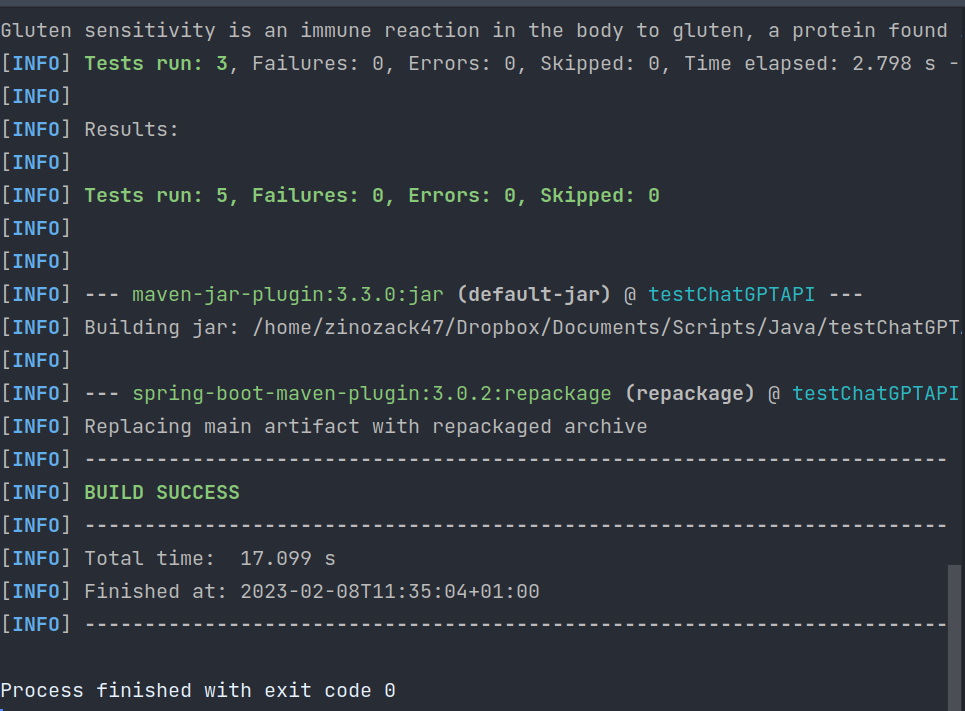 Gluten sensitivity is an immune reaction in the body to gluten, a protein found
[INFO] Tests run: 3, Failures: 0, Errors: 0, Skipped: 0, Time elapsed: 2.798 s -
[INFO]
[INFO] Results:
[INFO]
[INFO] Tests run: 5, Failures: 0, Errors: 0, Skipped: 0
[INFO]
[INFO]
[INFO] --- maven-jar-plugin:3.3.0:jar (default-jar) @ testChatGPTAPI ---
[INFO] Building jar: /home/zinozack47/Dropbox/Documents/Scripts/Java/testChatGPT
[INFO]
[INFO] --- spring-boot-maven-plugin:3.0.2:repackage (repackage) @ testChatGPTAPI
[INFO] Replacing main artifact with repackaged archive
[INFO] ------------------------------------------------------------------------
[INFO] BUILD SUCCESS
[INFO] ------------------------------------------------------------------------
[INFO] Total time:  17.099 s
[INFO] Finished at: 2023-02-08T11:35:04+01:00
[INFO] ------------------------------------------------------------------------
Process finished with exit code 0